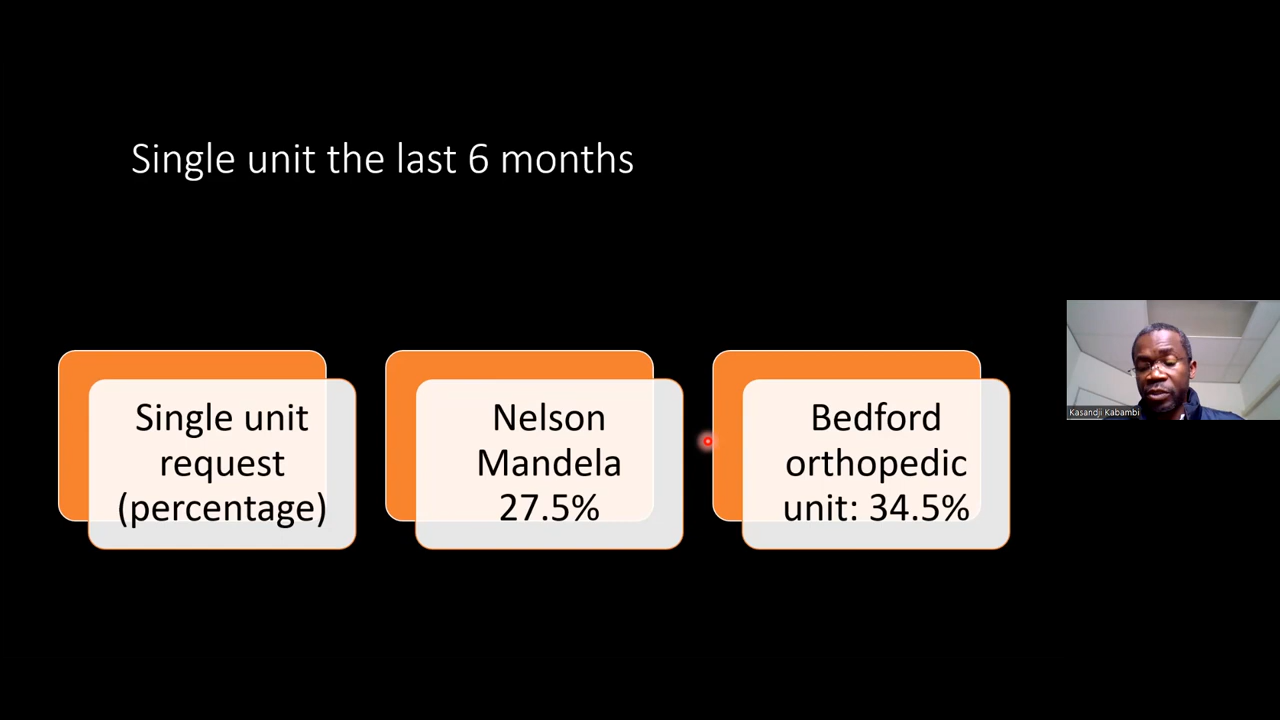 Single unit the last 6 months
Single unit
request
(percentage)
Nelson
Mandela
27.5%
Bedford
orthopedic
unit: 34.5%
Kasandji Kabambi